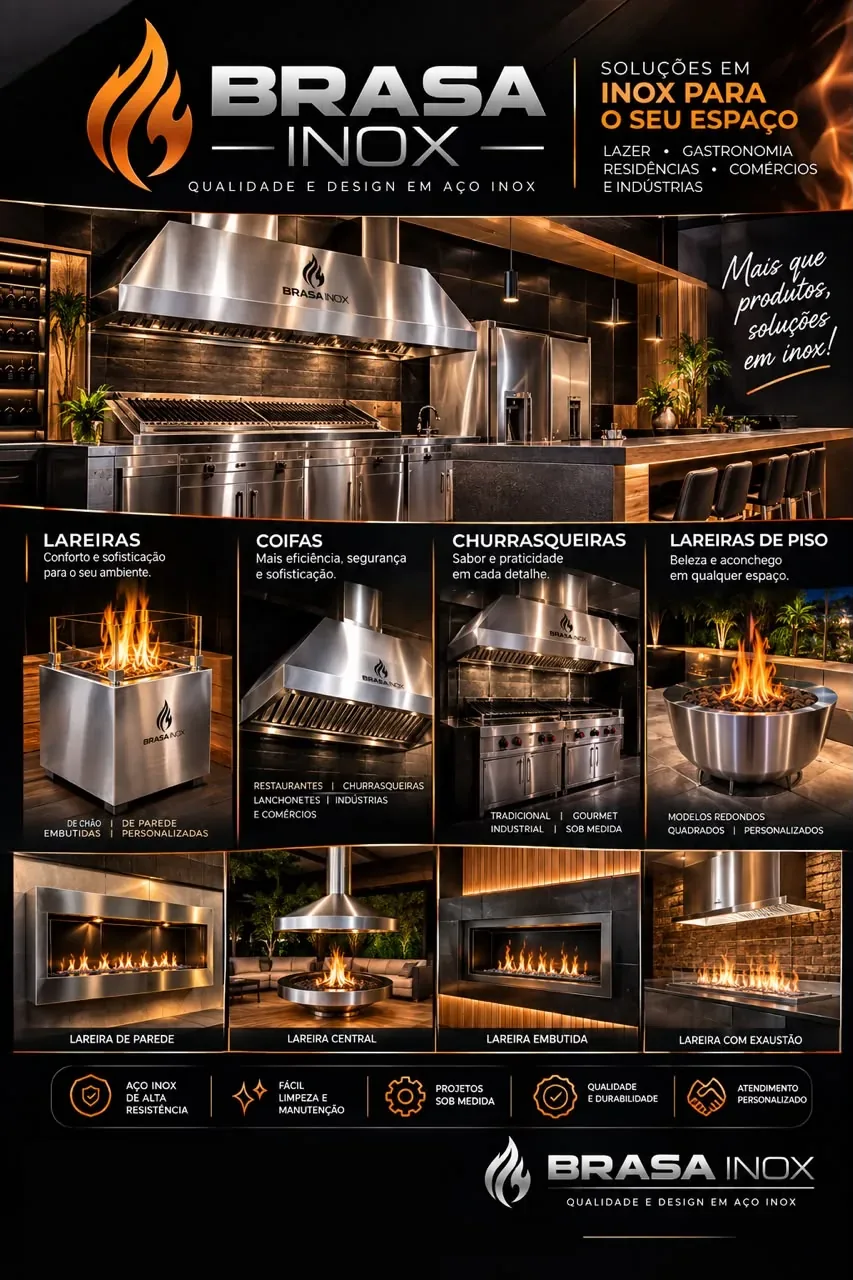 BRASA
INOX
QUALIDADE E DESIGN EM AÇO INOX
SOLUÇÕES EM
INOX PARA
O SEU ESPAÇO
LAZER • GASTRONOMIA
RESIDÊNCIAS • COMÉRCIOS
E INDÚSTRIAS
BRASA INOX
Mais que
produtos,
soluções
em inox!
LAREIRAS
Conforto e sofisticação
para o seu ambiente.
BRASA INOX
DE CHÃO | DE PAREDE
EMBUTIDAS | PERSONALIZADAS
COIFAS
Mais eficiência, segurança
e sofisticação.
BRASA INOX
RESTAURANTES | CHURRASQUEIRAS
LANCHONETES | INDÚSTRIAS
E COMÉRCIOS
CHURRASQUEIRAS
Sabor e praticidade
em cada detalhe.
BRASA INOX
TRADICIONAL | GOURMET
INDUSTRIAL | SOB MEDIDA
LAREIRAS DE PISO
Beleza e aconchego
em qualquer espaço.
MODELOS REDONDOS
QUADRADOS | PERSONALIZADOS
LAREIRA DE PAREDE
LAREIRA CENTRAL
LAREIRA EMBUTIDA
LAREIRA COM EXAUSTÃO
AÇO INOX
DE ALTA
RESISTÊNCIA
FÁCIL
LIMPEZA E
MANUTENÇÃO
PROJETOS
SOB MEDIDA
QUALIDADE
E DURABILIDADE
ATENDIMENTO
PERSONALIZADO
BRASA INOX
QUALIDADE E DESIGN EM AÇO INOX